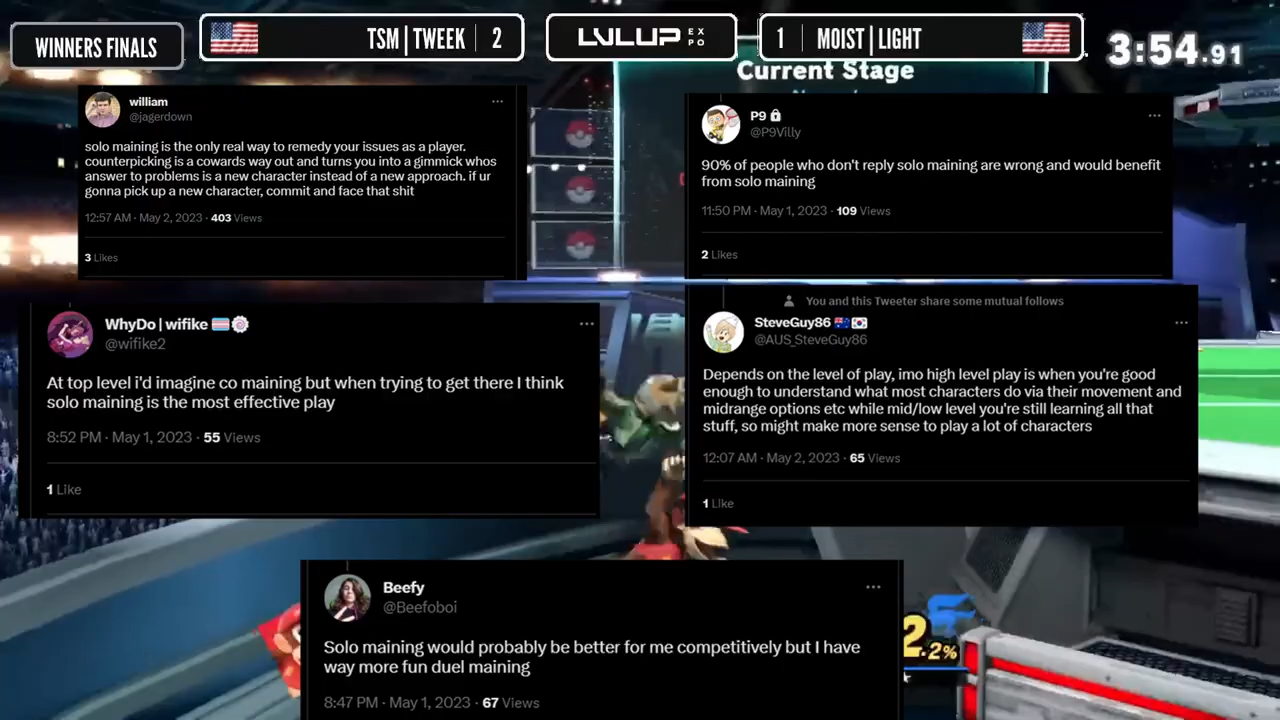 WINNERS FINALS
TSM | TWEEK 2
LVLUP EXPO
1 MOIST | LIGHT
3:54.91
Current Stage
william
@jagerdown
solo maining is the only real way to remedy your issues as a player.
counterpicking is a cowards way out and turns you into a gimmick whos
answer to problems is a new character instead of a new approach. if ur
gonna pick up a new character, commit and face that shit
12:57 AM · May 2, 2023 · 403 Views
3 Likes
P9
@P9Villy
90% of people who don't reply solo maining are wrong and would benefit
from solo maining
11:50 PM · May 1, 2023 · 109 Views
2 Likes
WhyDo | wifike
@wifike2
At top level i'd imagine co maining but when trying to get there I think
solo maining is the most effective play
8:52 PM · May 1, 2023 · 55 Views
1 Like
You and this Tweeter share some mutual follows
SteveGuy86
@AUS_SteveGuy86
Depends on the level of play, imo high level play is when you're good
enough to understand what most characters do via their movement and
midrange options etc while mid/low level you're still learning all that
stuff, so might make more sense to play a lot of characters
12:07 AM · May 2, 2023 · 65 Views
1 Like
Beefy
@Beefoboi
Solo maining would probably be better for me competitively but I have
way more fun duel maining
8:47 PM · May 1, 2023 · 67 Views
2.2%